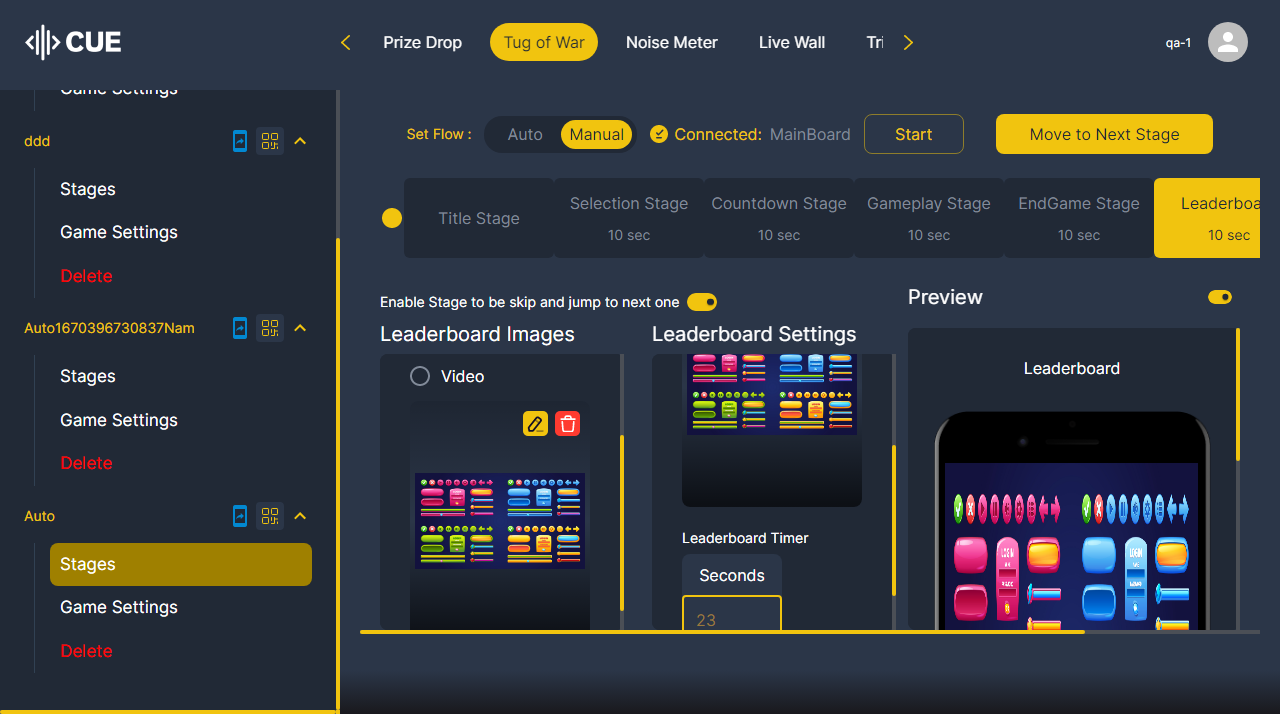 CUE
Prize Drop
Tug of War
Noise Meter
Live Wall
Tri
qa-1
Game Settings
ddd
Stages
Game Settings
Delete
Auto1670396730837Nam
Stages
Game Settings
Delete
Auto
Stages
Game Settings
Delete
Set Flow :
Auto
Manual
Connected: MainBoard
Start
Move to Next Stage
Title Stage
Selection Stage
10 sec
Countdown Stage
10 sec
Gameplay Stage
10 sec
EndGame Stage
10 sec
Leaderboa
10 sec
Enable Stage to be skip and jump to next one
Leaderboard Images
Video
Leaderboard Settings
Leaderboard Timer
Seconds
23
Preview
Leaderboard
LOGIN
LOGIN